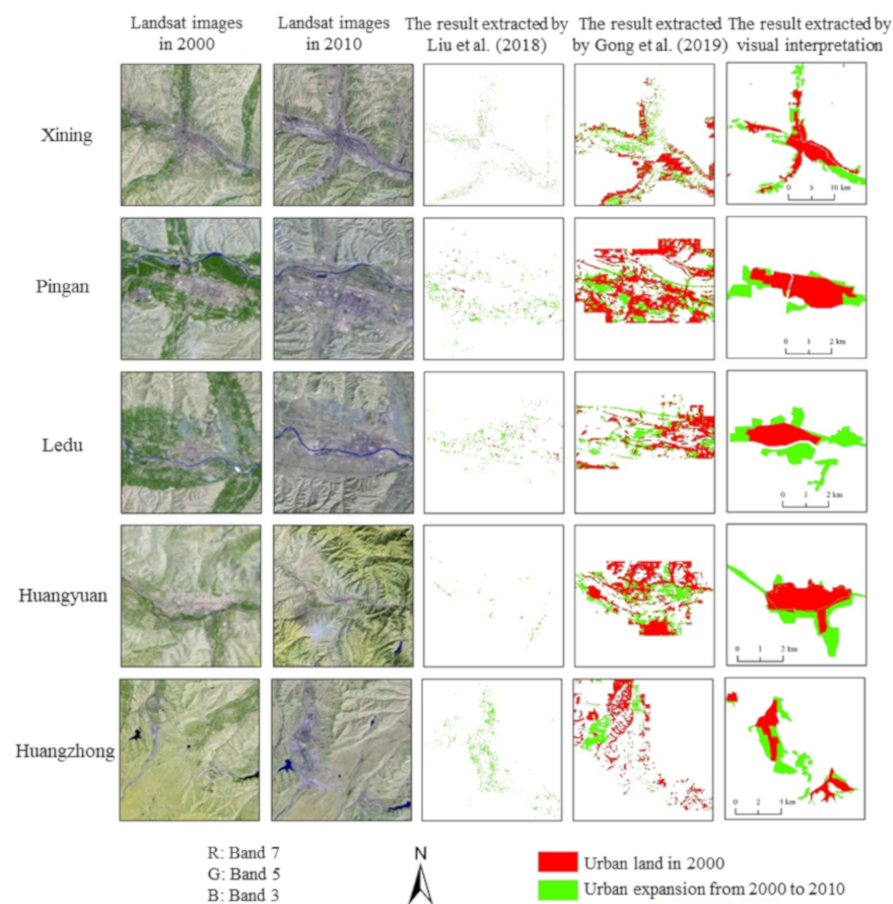 Landsat images
in 2000
Landsat images
in 2010
The result extracted by
Liu et al. (2018)
The result extracted
by Gong et al. (2019)
The result extracted by
visual interpretation
Xining
0 5 10 km
Pingan
0 1 2 km
Ledu
0 1 2 km
Huangyuan
0 1 2 km
Huangzhong
0 2 4 km
R: Band 7
G: Band 5
B: Band 3
N
Urban land in 2000
Urban expansion from 2000 to 2010